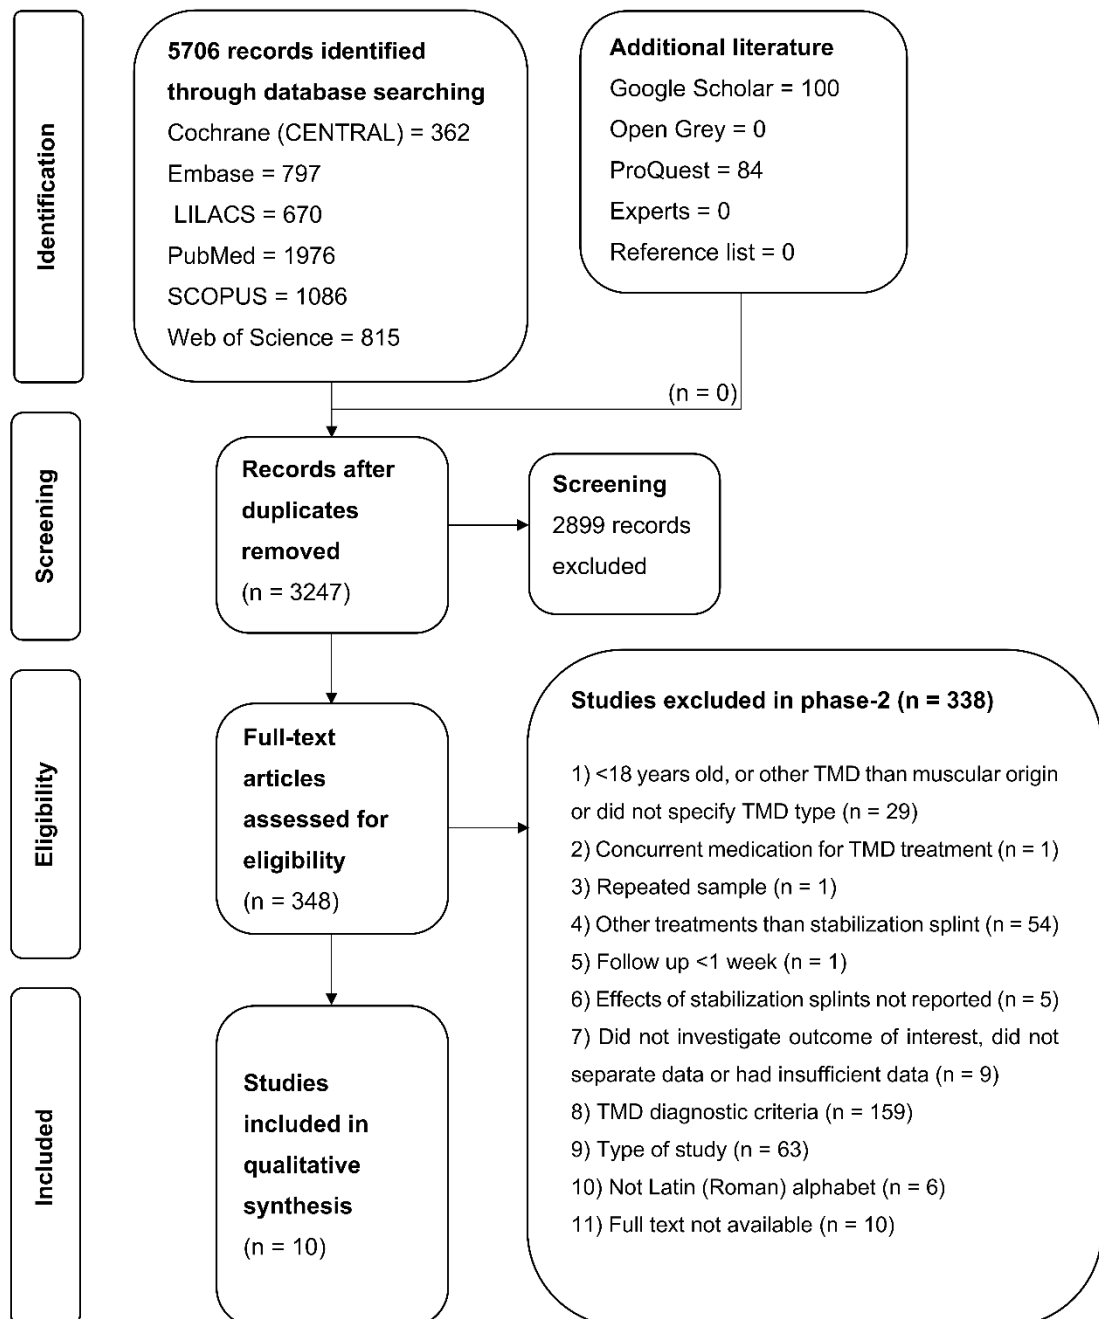 Identification
5706 records identified
through database searching
Cochrane (CENTRAL) = 362
Embase = 797
LILACS = 670
PubMed = 1976
SCOPUS = 1086
Web of Science = 815
Additional literature
Google Scholar = 100
Open Grey = 0
ProQuest = 84
Experts = 0
Reference list = 0
(n = 0)
Screening
Records after
duplicates
removed
(n = 3247)
Screening
2899 records
excluded
Eligibility
Full-text
articles
assessed for
eligibility
(n = 348)
Studies excluded in phase-2 (n = 338)
1) <18 years old, or other TMD than muscular origin
or did not specify TMD type (n = 29)
2) Concurrent medication for TMD treatment (n = 1)
3) Repeated sample (n = 1)
4) Other treatments than stabilization splint (n = 54)
5) Follow up <1 week (n = 1)
6) Effects of stabilization splints not reported (n = 5)
7) Did not investigate outcome of interest, did not
separate data or had insufficient data (n = 9)
8) TMD diagnostic criteria (n = 159)
9) Type of study (n = 63)
10) Not Latin (Roman) alphabet (n = 6)
11) Full text not available (n = 10)
Included
Studies
included in
qualitative
synthesis
(n = 10)